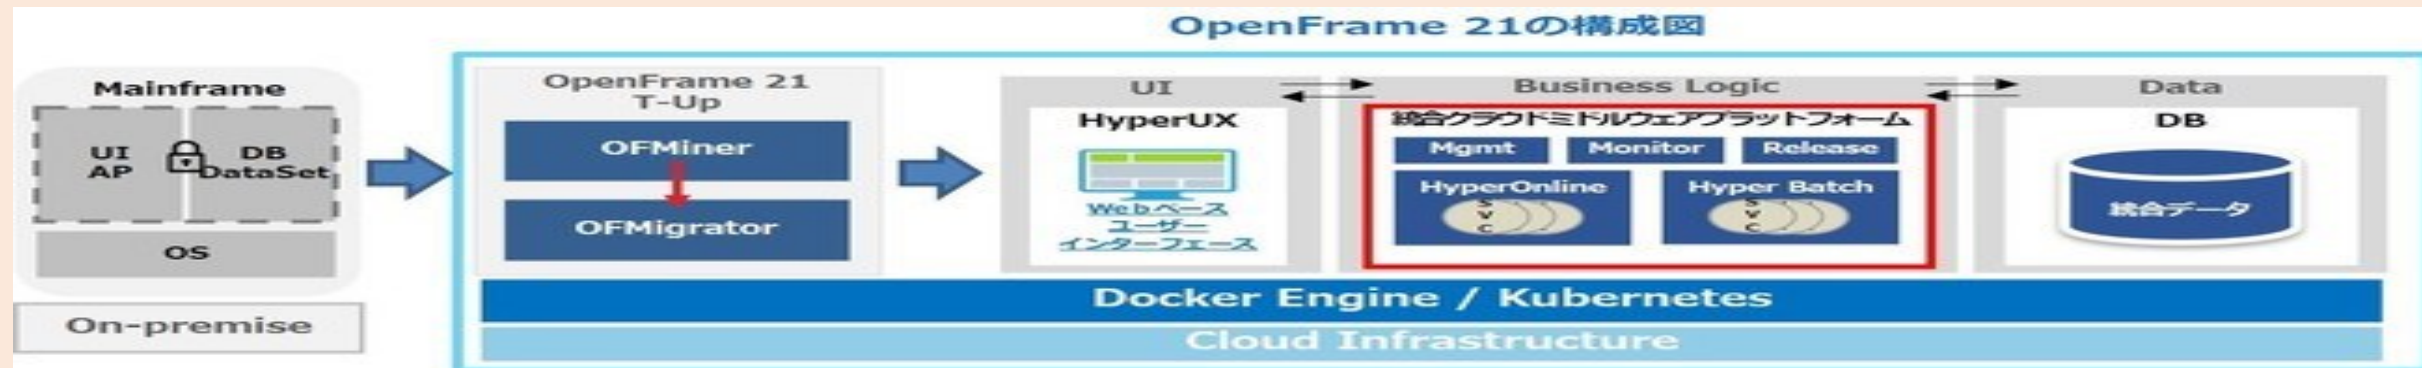 OpenFrame 21の構成図
Mainframe
UI
AP
DB
DataSet
OS
On-premise
OpenFrame 21
T-Up
OFMiner
OFMigrator
UI
HyperUX
Webベース
ユーザー
インターフェース
Business Logic
統合クラウドミドルウェアプラットフォーム
Mgmt
Monitor
Release
HyperOnline
S
V
C
Hyper Batch
S
V
C
Data
DB
統合データ
Docker Engine / Kubernetes
Cloud Infrastructure